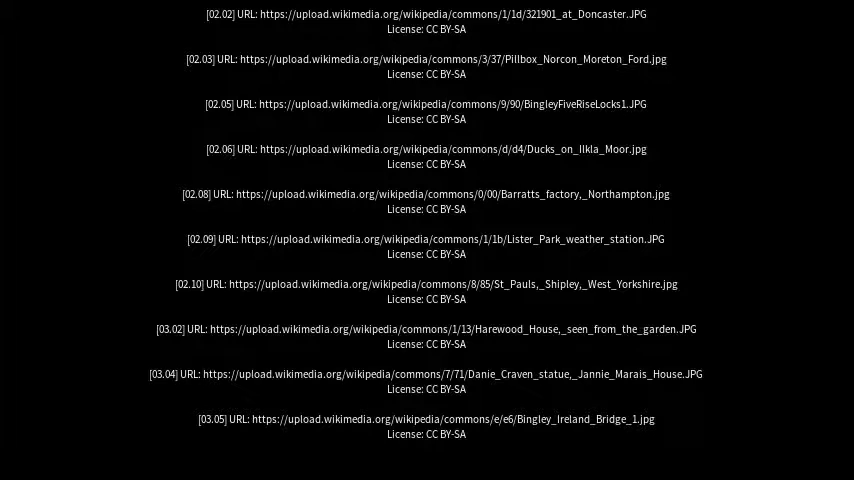 [02.02] URL: https://upload.wikimedia.org/wikipedia/commons/1/1d/321901_at_Doncaster.JPG
License: CC BY-SA
[02.03] URL: https://upload.wikimedia.org/wikipedia/commons/3/37/Pillbox_Norcon_Moreton_Ford.jpg
License: CC BY-SA
[02.05] URL: https://upload.wikimedia.org/wikipedia/commons/9/90/BingleyFiveRiseLocks1.JPG
License: CC BY-SA
[02.06] URL: https://upload.wikimedia.org/wikipedia/commons/d/d4/Ducks_on_Ilkla_Moor.jpg
License: CC BY-SA
[02.08] URL: https://upload.wikimedia.org/wikipedia/commons/0/00/Barratts_factory,_Northampton.jpg
License: CC BY-SA
[02.09] URL: https://upload.wikimedia.org/wikipedia/commons/1/1b/Lister_Park_weather_station.JPG
License: CC BY-SA
[02.10] URL: https://upload.wikimedia.org/wikipedia/commons/8/85/St_Pauls,_Shipley,_West_Yorkshire.jpg
License: CC BY-SA
[03.02] URL: https://upload.wikimedia.org/wikipedia/commons/1/13/Harewood_House,_seen_from_the_garden.JPG
License: CC BY-SA
[03.04] URL: https://upload.wikimedia.org/wikipedia/commons/7/71/Danie_Craven_statue,_Jannie_Marais_House.JPG
License: CC BY-SA
[03.05] URL: https://upload.wikimedia.org/wikipedia/commons/e/e6/Bingley_Ireland_Bridge_1.jpg
License: CC BY-SA